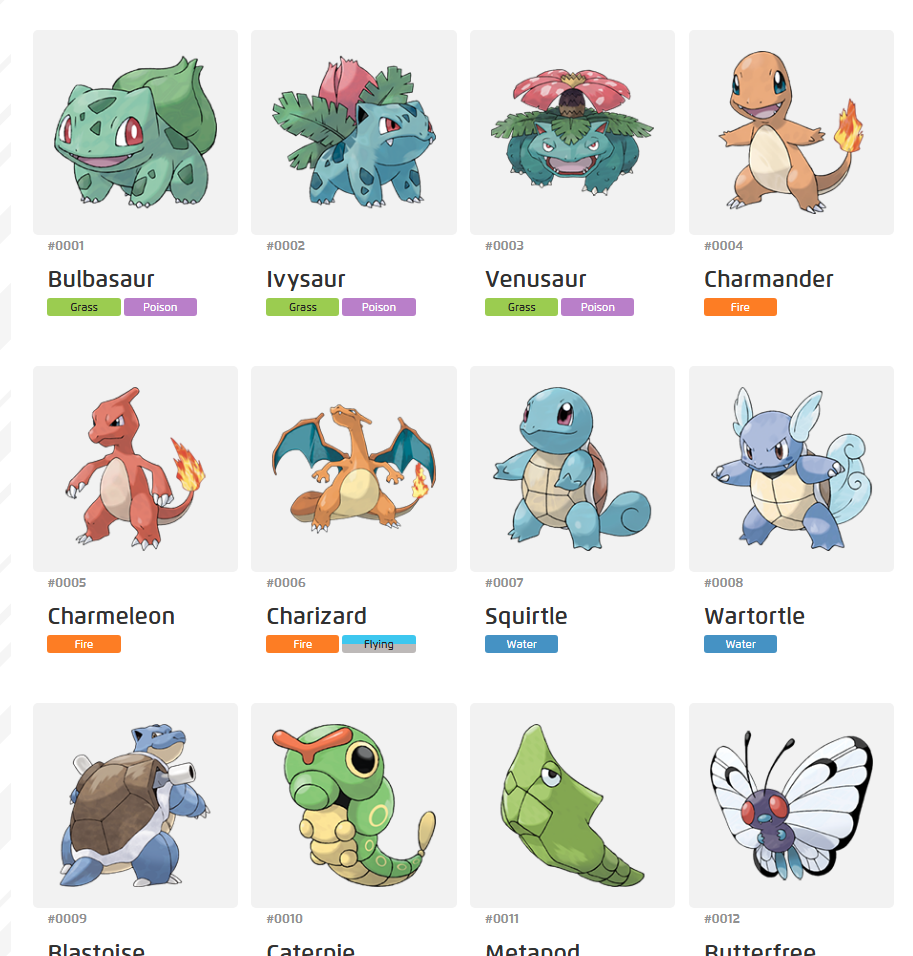 #0001 #0002 #0003 #0004
Bulbasaur Ivysaur Venusaur Charmander
Grass Poison Grass Poison Grass Poison Fire
#0005 #0006 #0007 #0008
Charmeleon Charizard Squirtle Wartortle
Fire Fire Flying Water Water
#0009 #0010 #0011 #0012
Blastoise Caterpie Metapod Butterfree